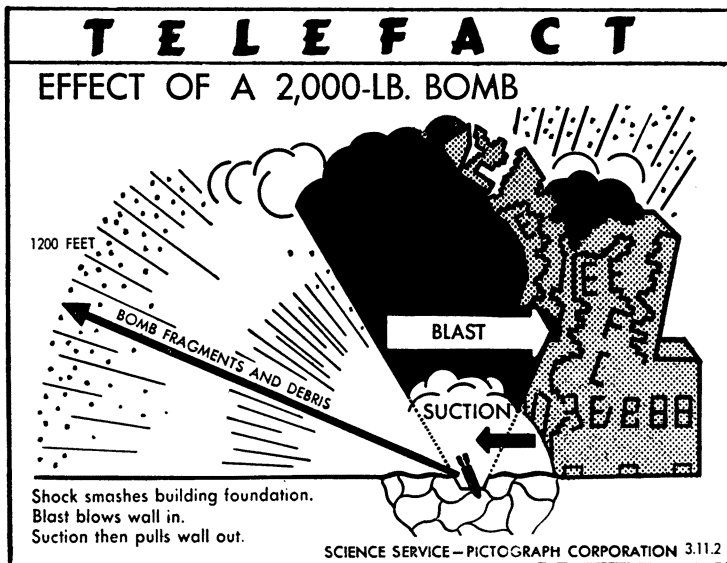 TELEFACT
EFFECT OF A 2,000-LB. BOMB
1200 FEET
BOMB FRAGMENTS AND DEBRIS
BLAST
SUCTION
Shock smashes building foundation.
Blast blows wall in.
Suction then pulls wall out.
SCIENCE SERVICE – PICTOGRAPH CORPORATION 3.11.2